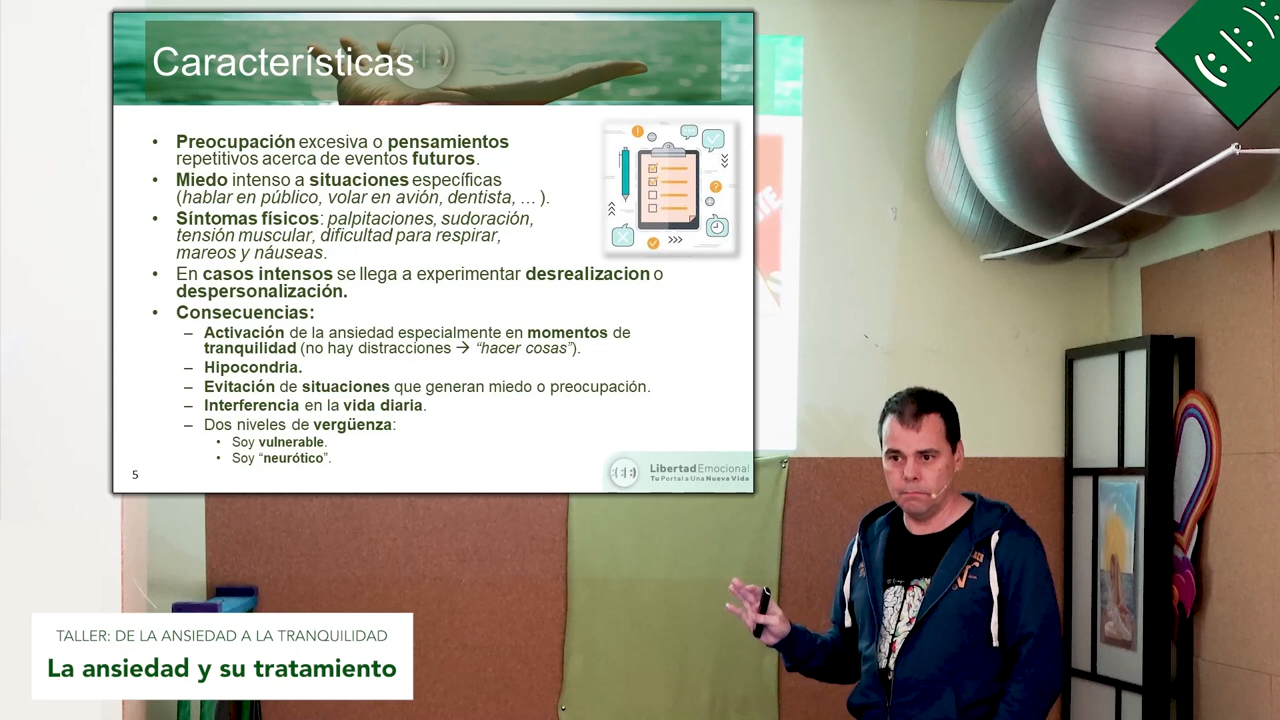 Características
• Preocupación excesiva o pensamientos
repetitivos acerca de eventos futuros.
• Miedo intenso a situaciones específicas
(hablar en público, volar en avión, dentista, ... ).
• Síntomas físicos: palpitaciones, sudoración,
tensión muscular, dificultad para respirar,
mareos y náuseas.
• En casos intensos se llega a experimentar desrealizacion o
despersonalización.
• Consecuencias:
– Activación de la ansiedad especialmente en momentos de
tranquilidad (no hay distracciones → “hacer cosas”).
– Hipocondria.
– Evitación de situaciones que generan miedo o preocupación.
– Interferencia en la vida diaria.
– Dos niveles de vergüenza:
• Soy vulnerable.
• Soy “neurótico”.
5
LibertadEmocional
Tu Portal a Una Nueva Vida
TALLER: DE LA ANSIEDAD A LA TRANQUILIDAD
La ansiedad y su tratamiento